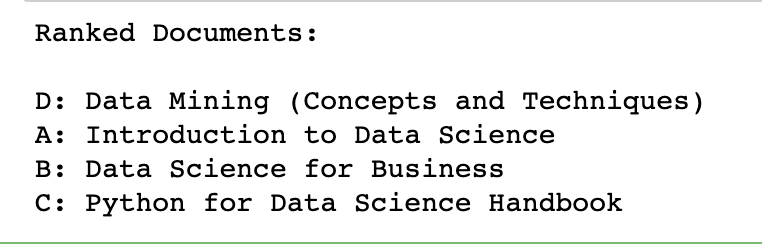 Ranked Documents:
D: Data Mining (Concepts and Techniques)
A: Introduction to Data Science
B: Data Science for Business
C: Python for Data Science Handbook